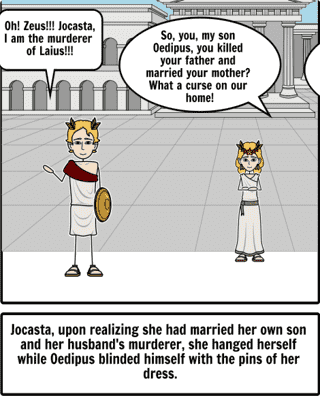 Oh! Zeus!!! Jocasta,
I am the murderer
of Laius!!!
So, you, my son
Oedipus, you killed
your father and
married your mother?
What a curse on our
home!
Jocasta, upon realizing she had married her own son
and her husband's murderer, she hanged herself
while Oedipus blinded himself with the pins of her
dress.